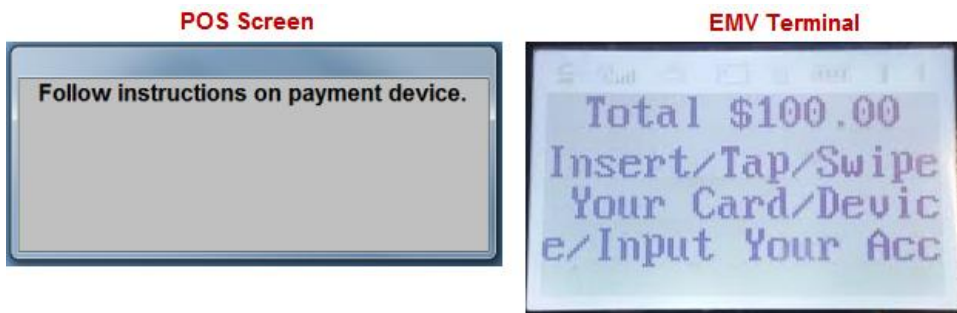 POS Screen
EMV Terminal
Follow instructions on payment device.
Total $100.00
Insert/Tap/Swipe
Your Card/Devic
e/Input Your Acc